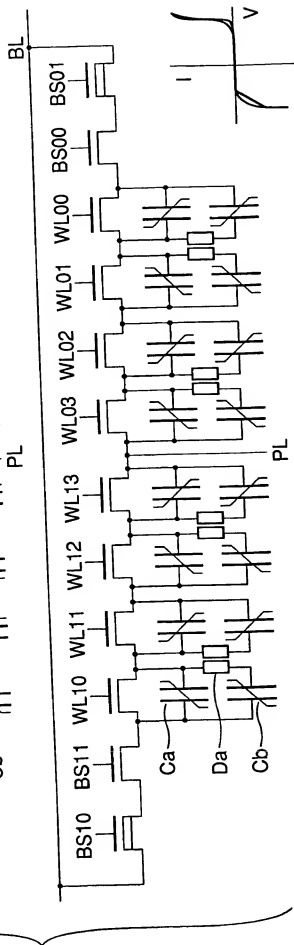 PL
BL
BS10
BS11
WL10
WL11
WL12
WL13
WL03
WL02
WL01
WL00
BS00
BS01
Ca
Da
Cb
PL
I
V